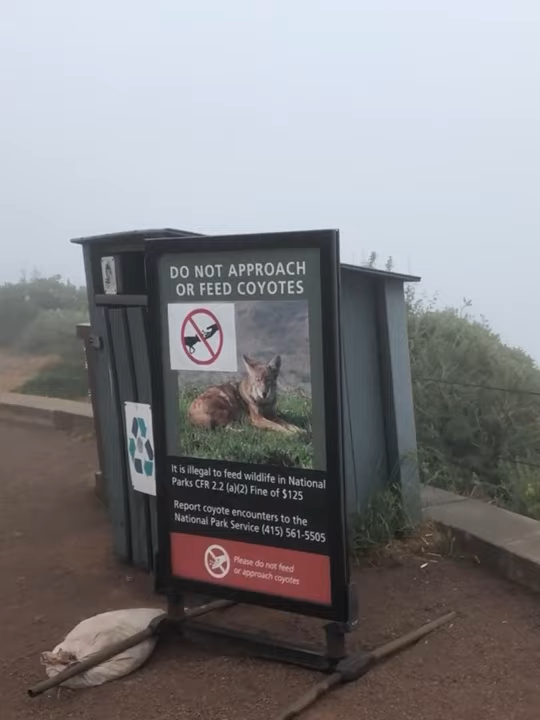 DO NOT APPROACH
OR FEED COYOTES
It is illegal to feed wildlife in National
Parks CFR 2.2 (a)(2) Fine of $125
Report coyote encounters to the
National Park Service (415) 561-5505
Please do not feed
or approach coyotes